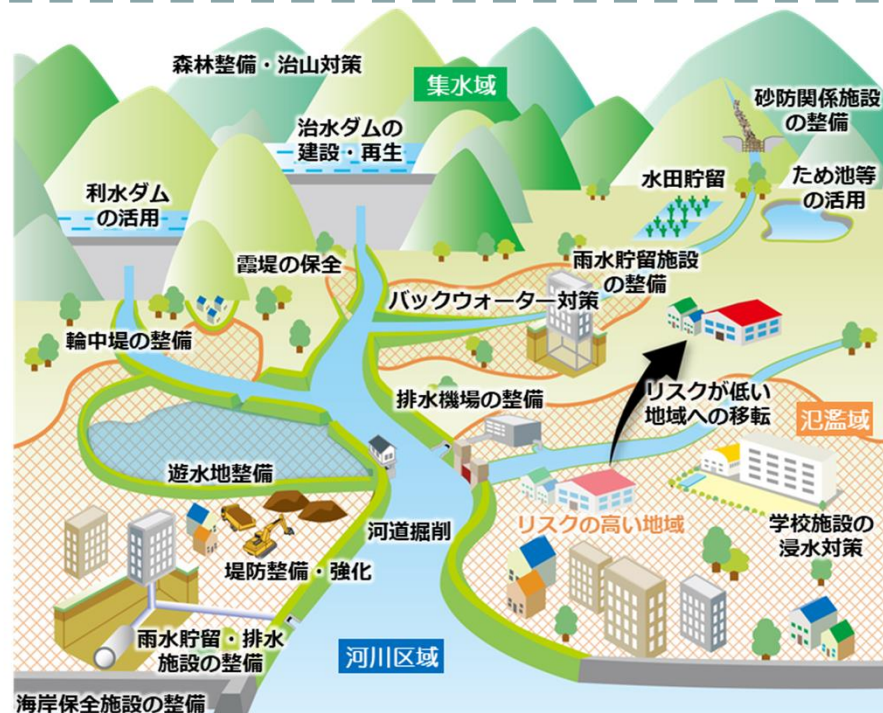 森林整備・治山対策
集水域
砂防関係施設
の整備
治水ダムの
建設・再生
水田貯留
ため池等
の活用
利水ダム
の活用
霞堤の保全
雨水貯留施設
の整備
バックウォーター対策
輪中堤の整備
排水機場の整備
リスクが低い
地域への移転
氾濫域
遊水地整備
河道掘削
リスクの高い地域
学校施設の
浸水対策
堤防整備・強化
雨水貯留・排水
施設の整備
河川区域
海岸保全施設の整備